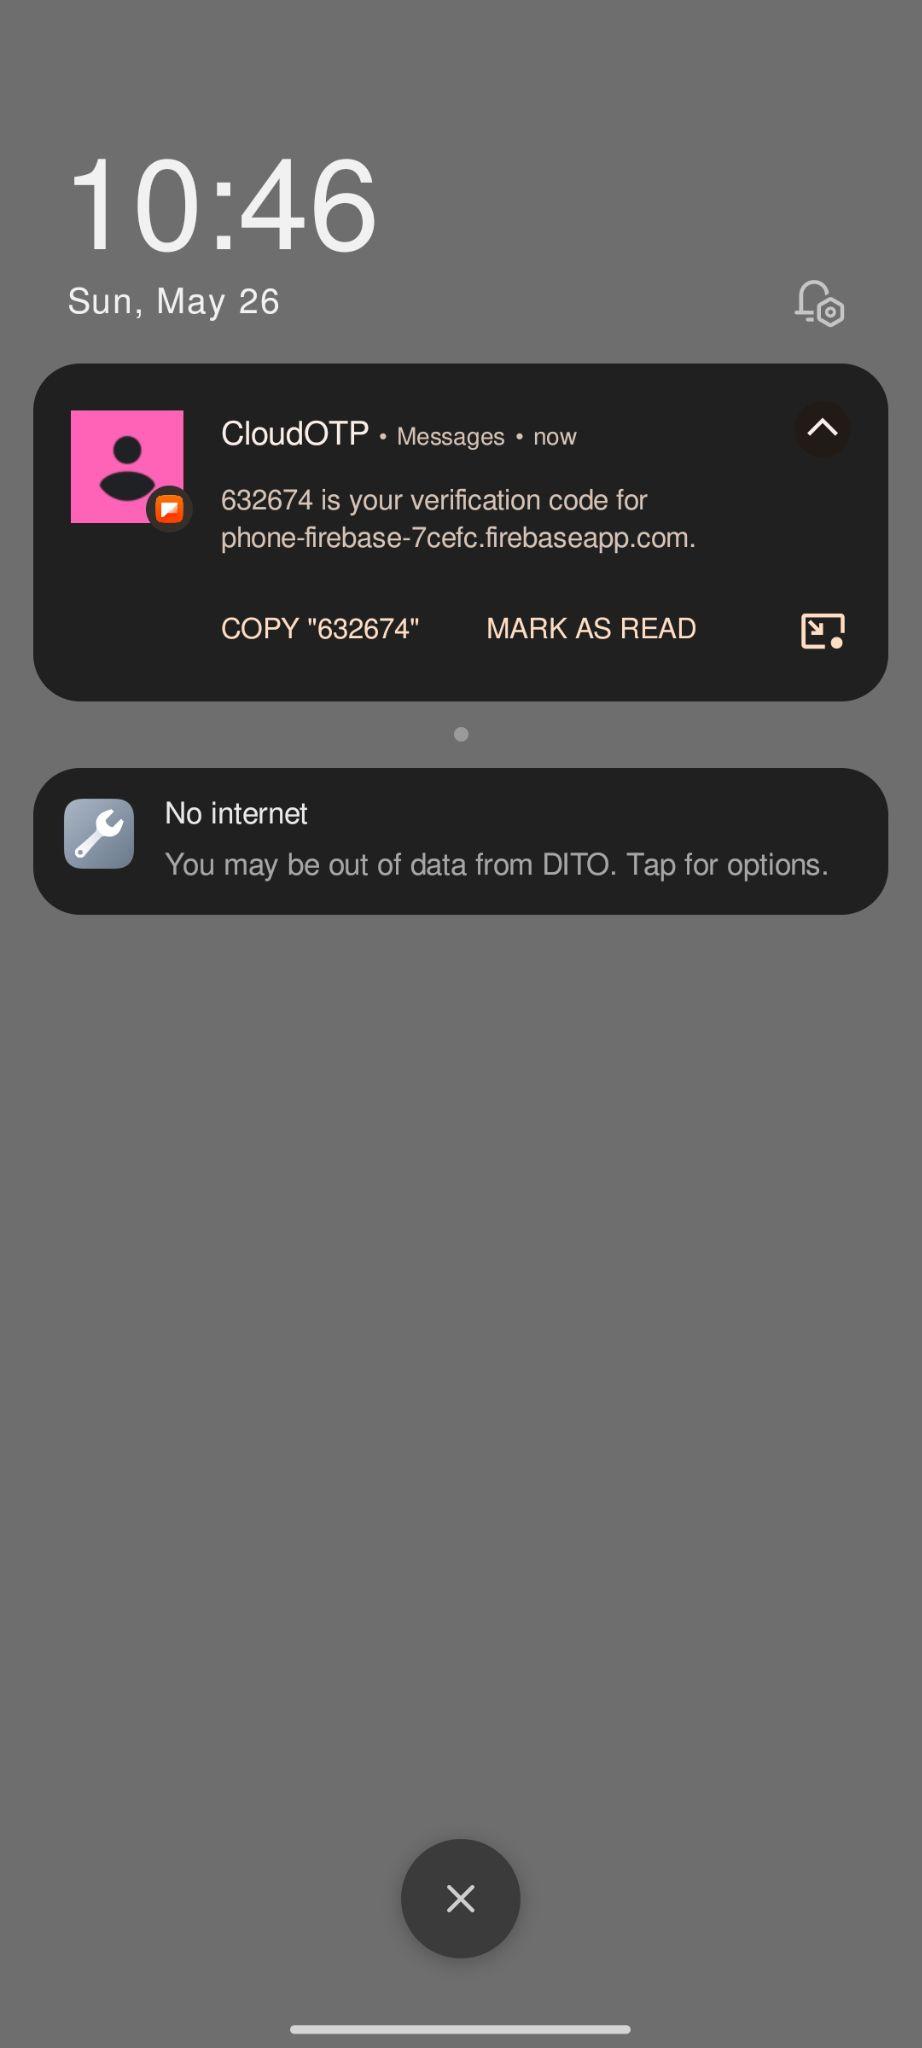 10:46
Sun, May 26
CloudOTP • Messages • now
632674 is your verification code for
phone-firebase-7cefc.firebaseapp.com.
COPY "632674" MARK AS READ
No internet
You may be out of data from DITO. Tap for options.